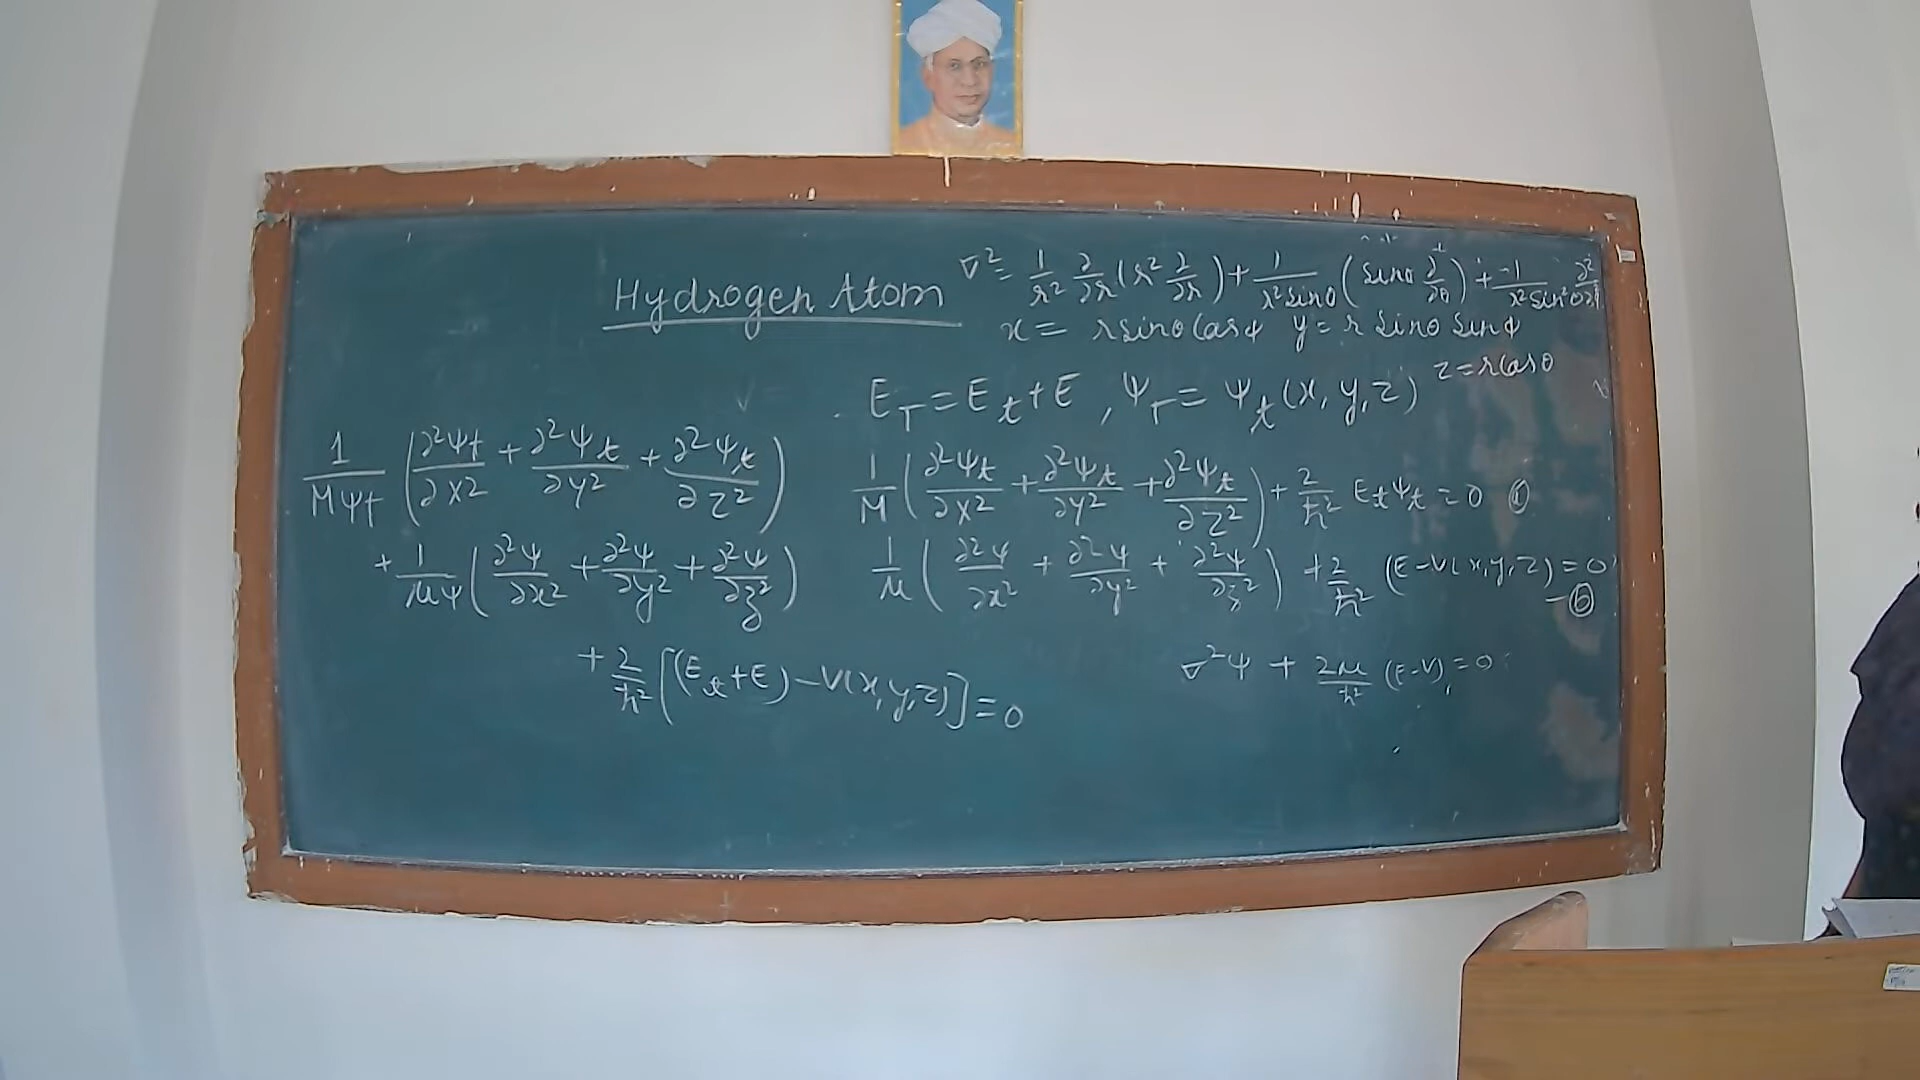 Hydrogen Atom
∇² = 1/r² ∂/∂r (r² ∂/∂r) + 1/r² sinθ (sinθ ∂/∂θ) + 1/r² sin²θ ∂²/∂φ
x = r sinθ Cosφ y = r sinθ sinφ
z = r Cosθ
E_T = E_t + E , Ψ_T = Ψ_t (x, y, z)
1/MΨ_t (∂²Ψ_t/∂x² + ∂²Ψ_t/∂y² + ∂²Ψ_t/∂z²)
+ 1/μΨ (∂²Ψ/∂x² + ∂²Ψ/∂y² + ∂²Ψ/∂z²)
+ 2/ħ² [(E_t + E) − V(x, y, z)] = 0
1/M (∂²Ψ_t/∂x² + ∂²Ψ_t/∂y² + ∂²Ψ_t/∂z²) + 2/ħ² E_t Ψ_t = 0
1/μ (∂²Ψ/∂x² + ∂²Ψ/∂y² + ∂²Ψ/∂z²) + 2/ħ² (E − V(x, y, z) = 0
— ⓑ
∇²Ψ + 2μ/ħ² (E − V) = 0